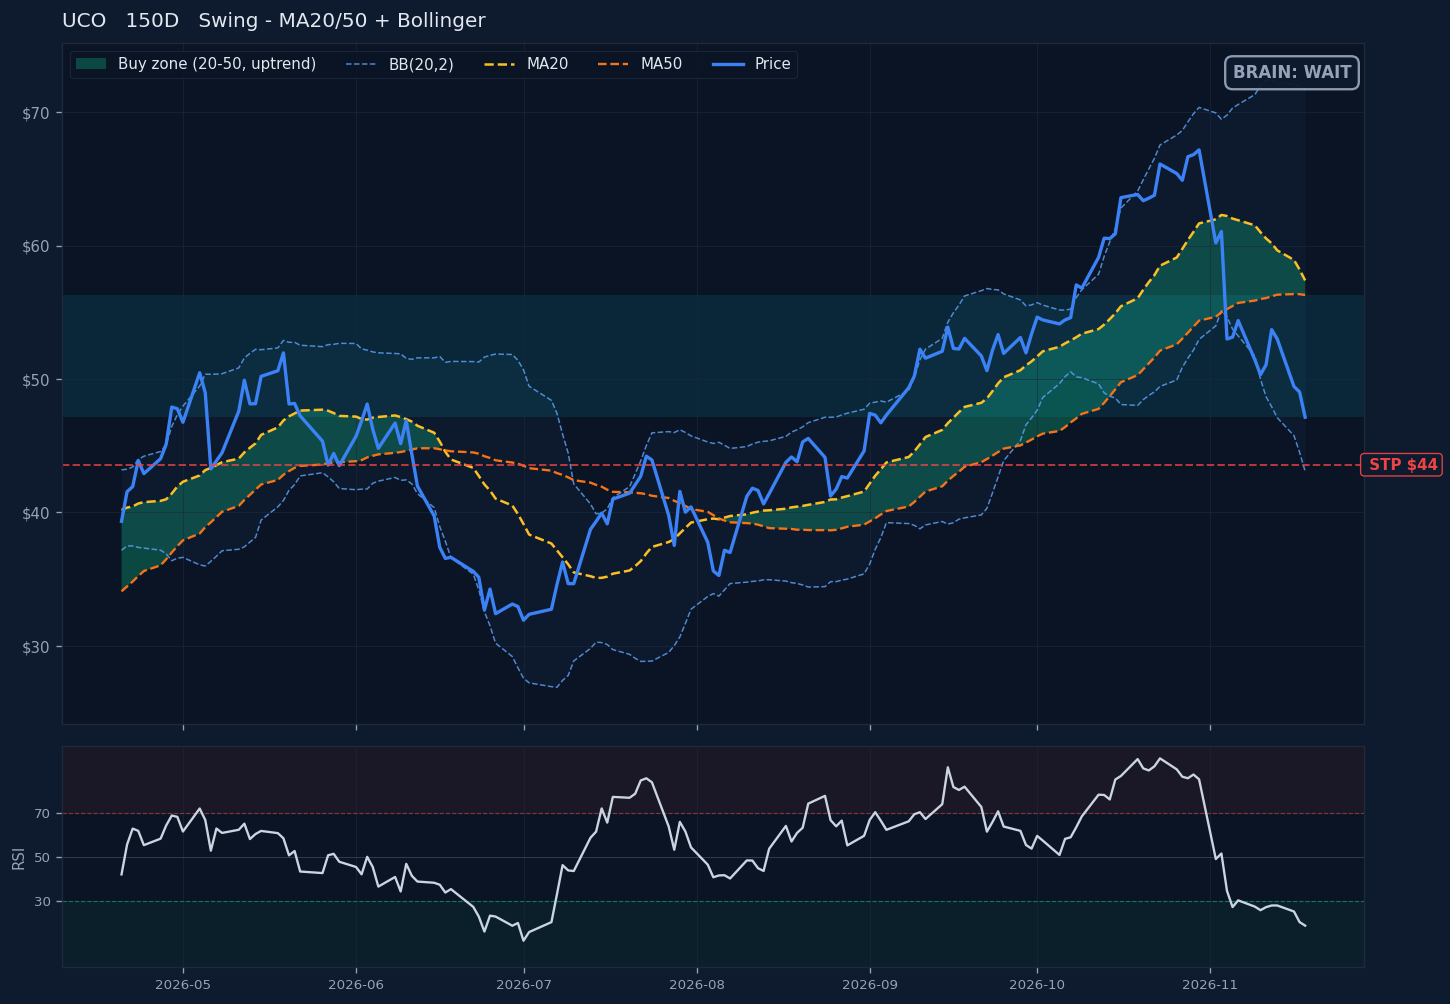 UCO   150D   Swing - MA20/50 + Bollinger
Buy zone (20-50, uptrend)
BB(20,2)
MA20
MA50
Price
BRAIN: WAIT
$70
$60
$50
$40
$30
STP $44
RSI
70
50
30
2026-05
2026-06
2026-07
2026-08
2026-09
2026-10
2026-11